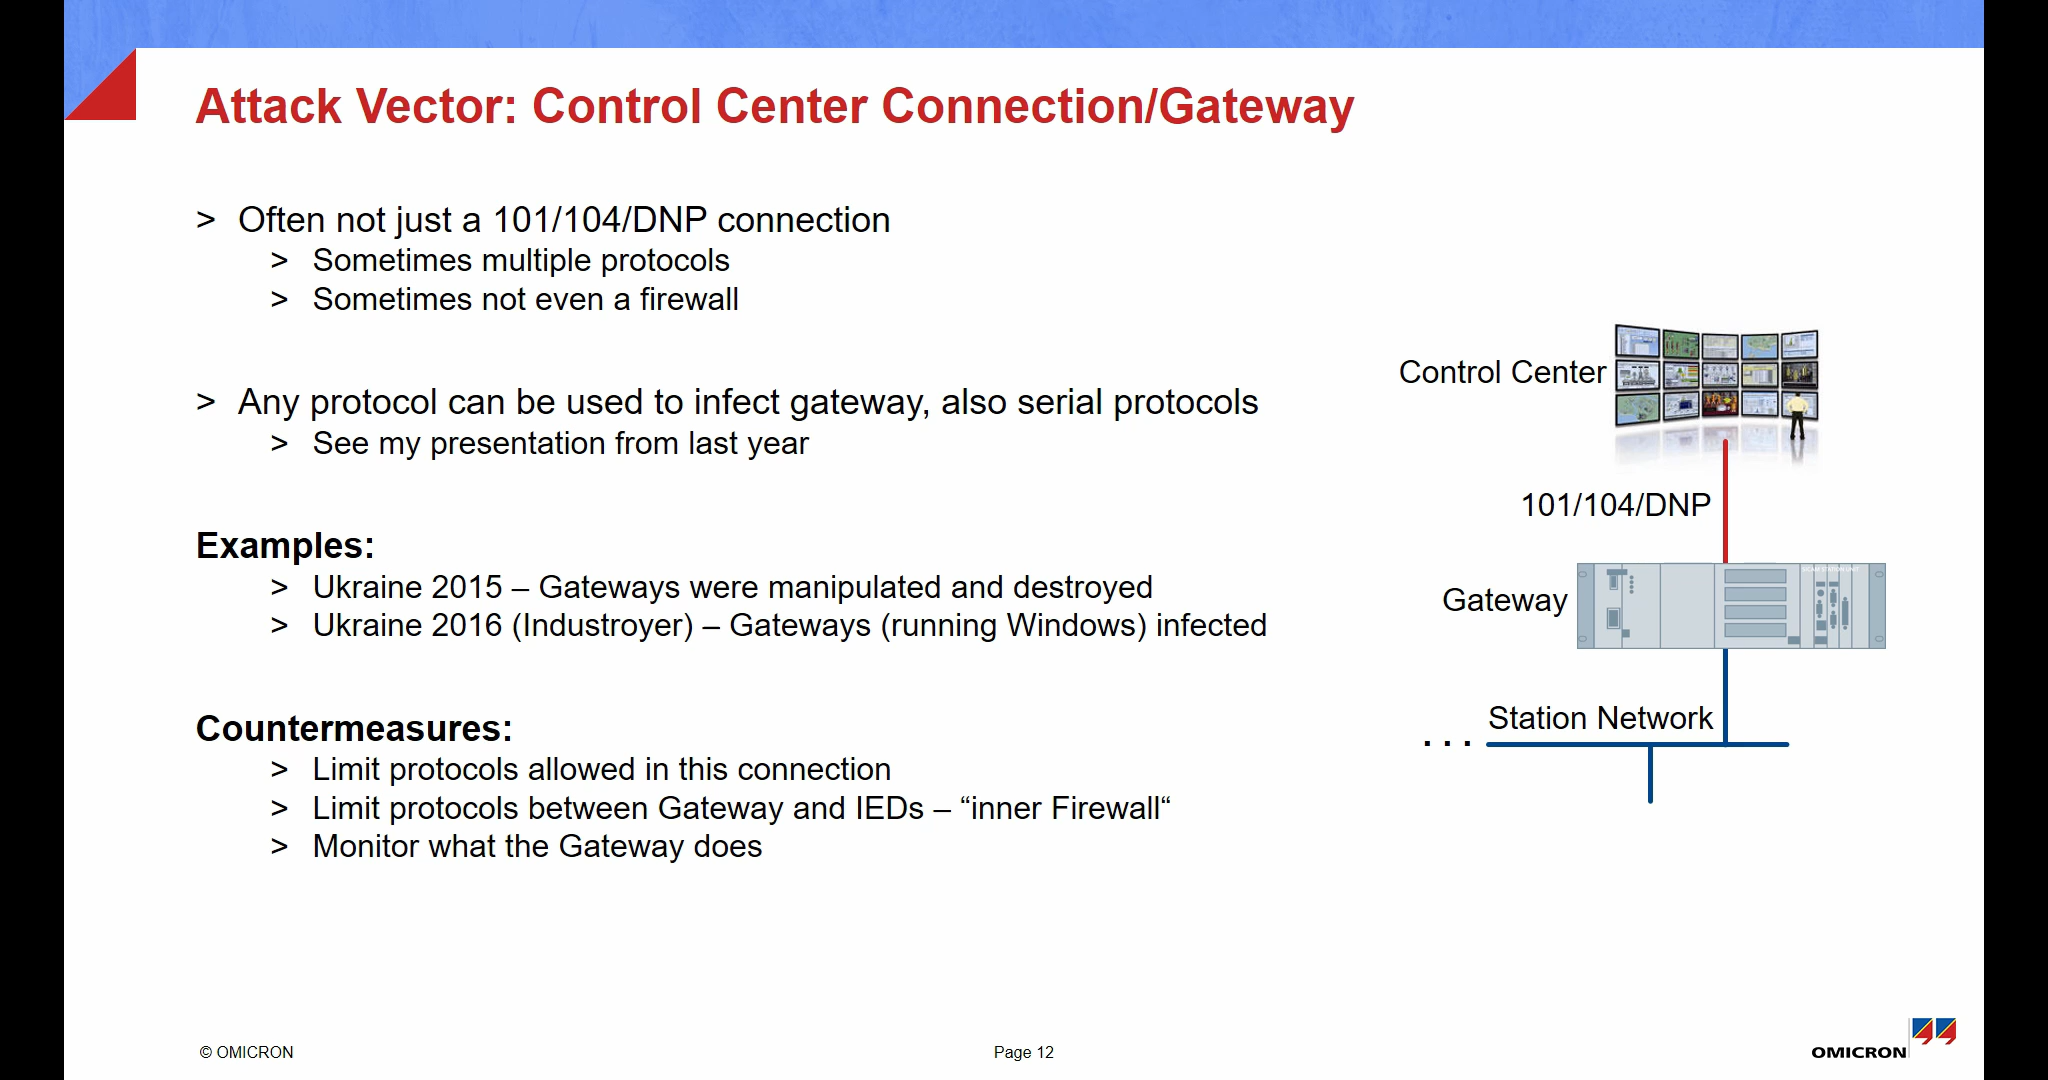 Attack Vector: Control Center Connection/Gateway
> Often not just a 101/104/DNP connection
> Sometimes multiple protocols
> Sometimes not even a firewall
> Any protocol can be used to infect gateway, also serial protocols
> See my presentation from last year
Examples:
> Ukraine 2015 – Gateways were manipulated and destroyed
> Ukraine 2016 (Industroyer) – Gateways (running Windows) infected
Countermeasures:
> Limit protocols allowed in this connection
> Limit protocols between Gateway and IEDs – “inner Firewall“
> Monitor what the Gateway does
Control Center
101/104/DNP
Gateway
Station Network
. . .
© OMICRON
Page 12
OMICRON